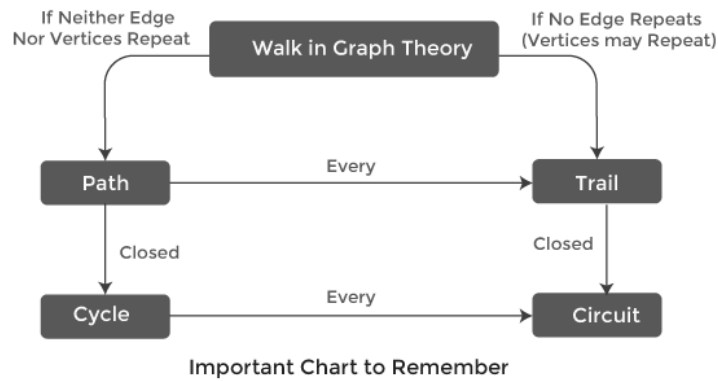 If Neither Edge
Nor Vertices Repeat
Walk in Graph Theory
If No Edge Repeats
(Vertices may Repeat)
Path
Every
Trail
Closed
Closed
Cycle
Every
Circuit
Important Chart to Remember